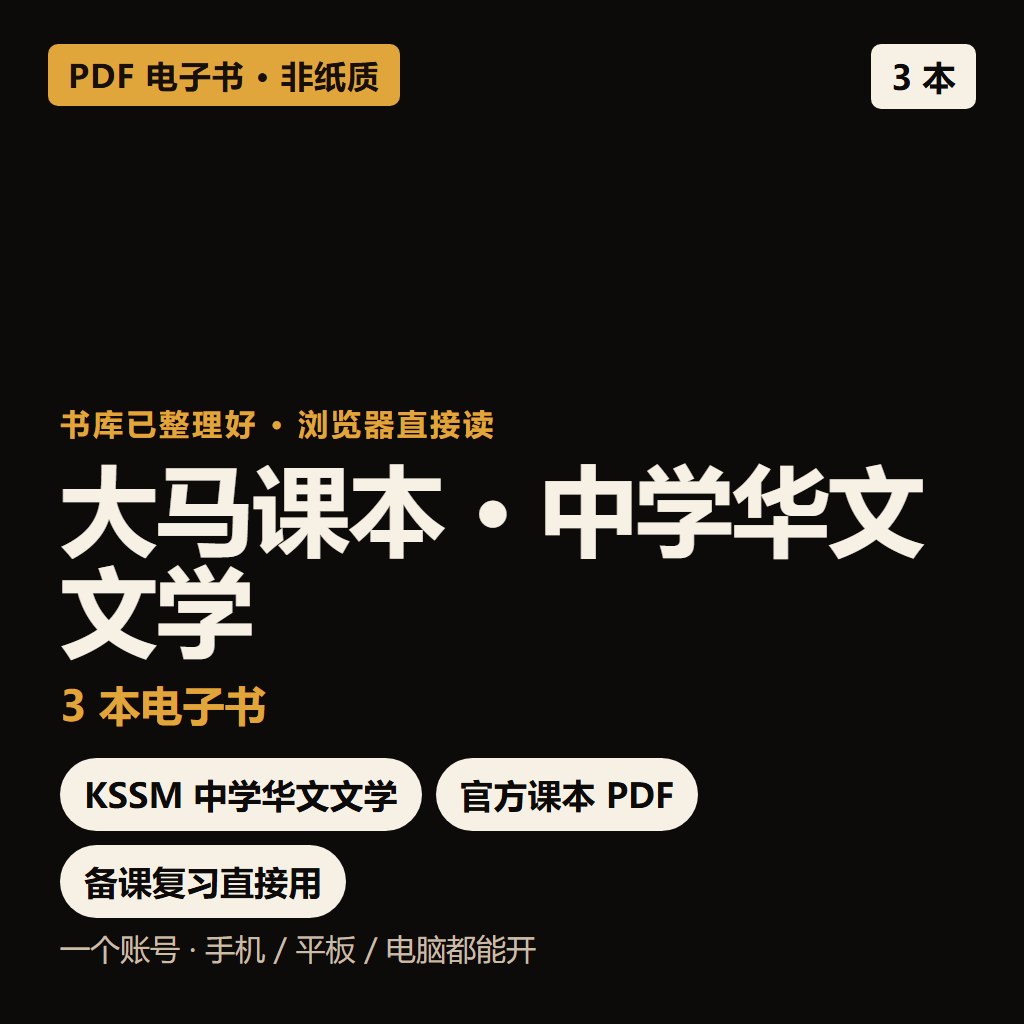 PDF 电子书 • 非纸质
3 本
书库已整理好 • 浏览器直接读
大马课本 • 中学华文
文学
3 本电子书
KSSM 中学华文文学
官方课本 PDF
备课复习直接用
一个账号 · 手机 / 平板 / 电脑都能开